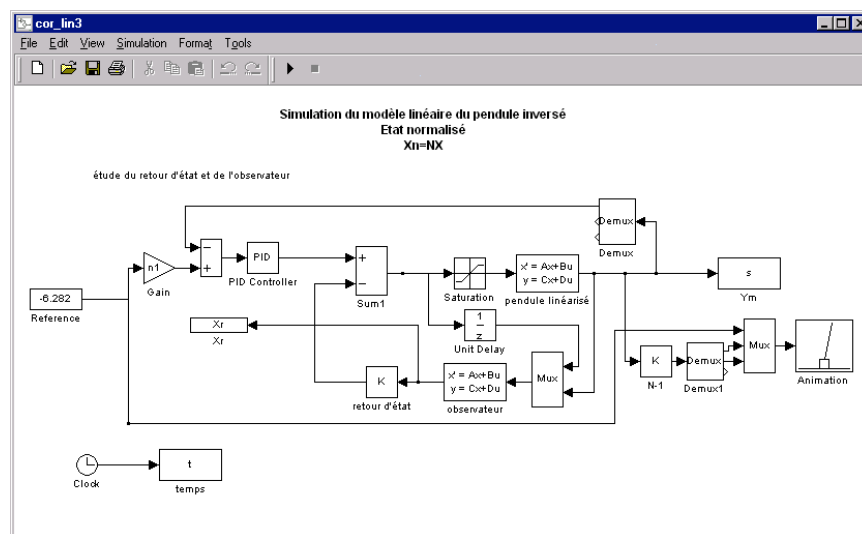 cor_lin3
File Edit View Simulation Format Tools
Simulation du modèle linéaire du pendule inversé
Etat normalisé
Xn=NX
étude du retour d'état et de l'observateur
Demux
Demux
n1
Gain
PID
PID Controller
Sum1
Saturation
x' = Ax+Bu
y = Cx+Du
pendule linéarisé
s
Ym
-6.282
Reference
Xr
Xr
1
z
Unit Delay
K
retour d'état
x' = Ax+Bu
y = Cx+Du
observateur
Mux
K
N-1
Demux
Demux1
Mux
Animation
Clock
t
temps